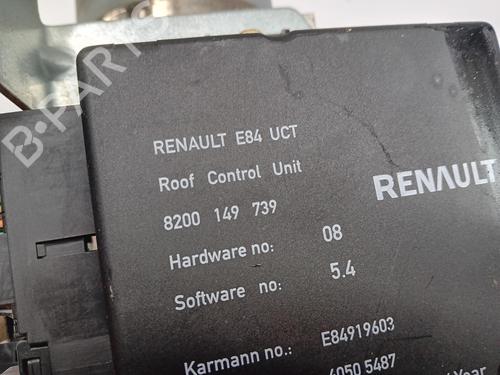 RENAULT E84 UCT
Roof Control Unit
8200 149 739
RENAULT
Hardware no: 08
Software no: 5.4
Karmann no.: E84919603
4050 5487
Year
B-PARTS